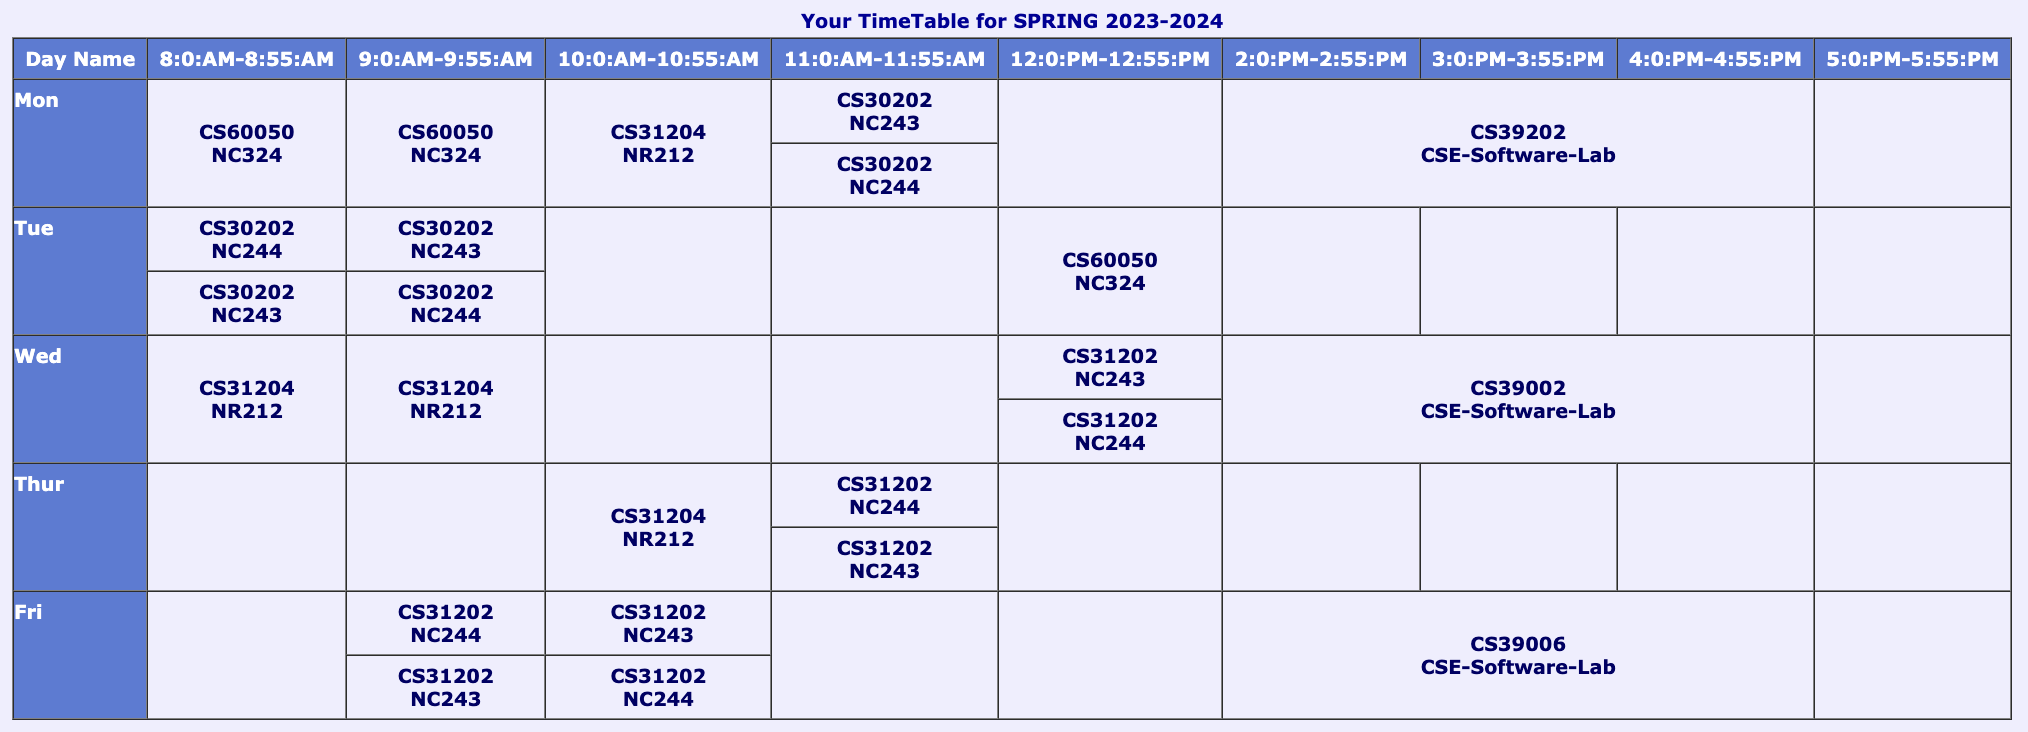 Your TimeTable for SPRING 2023-2024
Day Name 8:0:AM-8:55:AM 9:0:AM-9:55:AM 10:0:AM-10:55:AM 11:0:AM-11:55:AM 12:0:PM-12:55:PM 2:0:PM-2:55:PM 3:0:PM-3:55:PM 4:0:PM-4:55:PM 5:0:PM-5:55:PM
Mon
CS60050
NC324
CS60050
NC324
CS31204
NR212
CS30202
NC243
CS30202
NC244
CS39202
CSE-Software-Lab
Tue
CS30202
NC244
CS30202
NC243
CS30202
NC243
CS30202
NC244
CS60050
NC324
Wed
CS31204
NR212
CS31204
NR212
CS31202
NC243
CS31202
NC244
CS39002
CSE-Software-Lab
Thur
CS31204
NR212
CS31202
NC244
CS31202
NC243
Fri
CS31202
NC244
CS31202
NC243
CS31202
NC243
CS31202
NC244
CS39006
CSE-Software-Lab